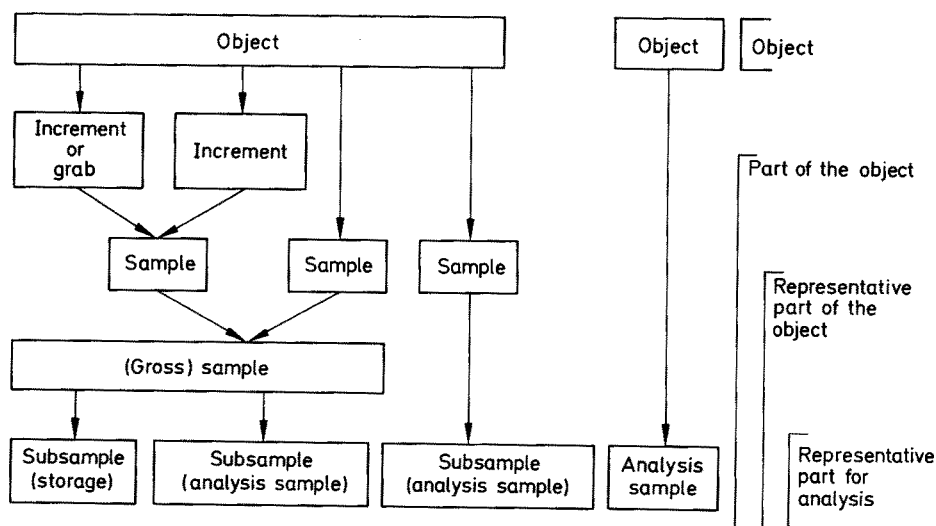 Object
Object
Object
Increment
or
grab
Increment
Part of the object
Sample
Sample
Sample
Representative
part of the
object
(Gross) sample
Subsample
(storage)
Subsample
(analysis sample)
Subsample
(analysis sample)
Analysis
sample
Representative
part for
analysis